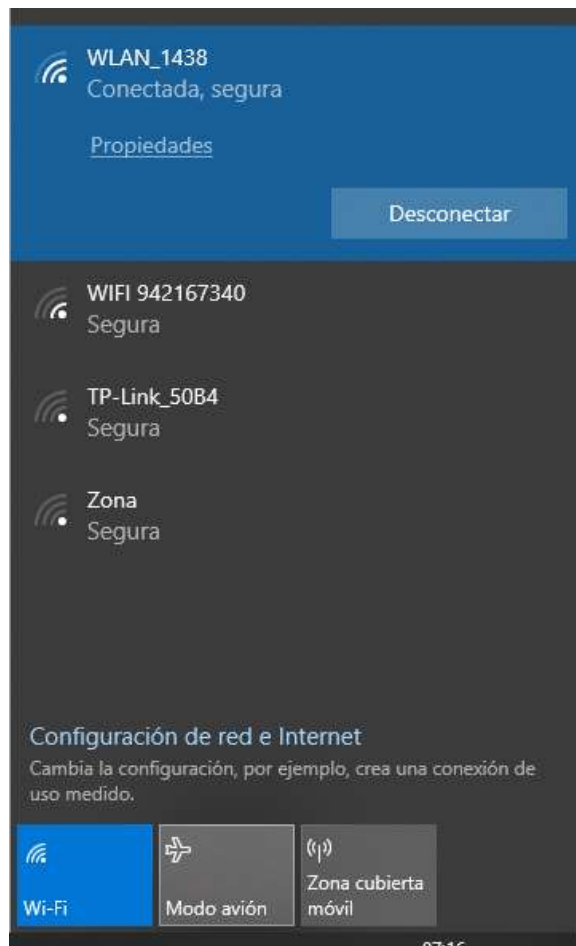 WLAN_1438
Conectada, segura
Propiedades
Desconectar
WIFI 942167340
Segura
TP-Link_50B4
Segura
Zona
Segura
Configuración de red e Internet
Cambia la configuración, por ejemplo, crea una conexión de
uso medido.
Wi-Fi
Modo avión
Zona cubierta
móvil